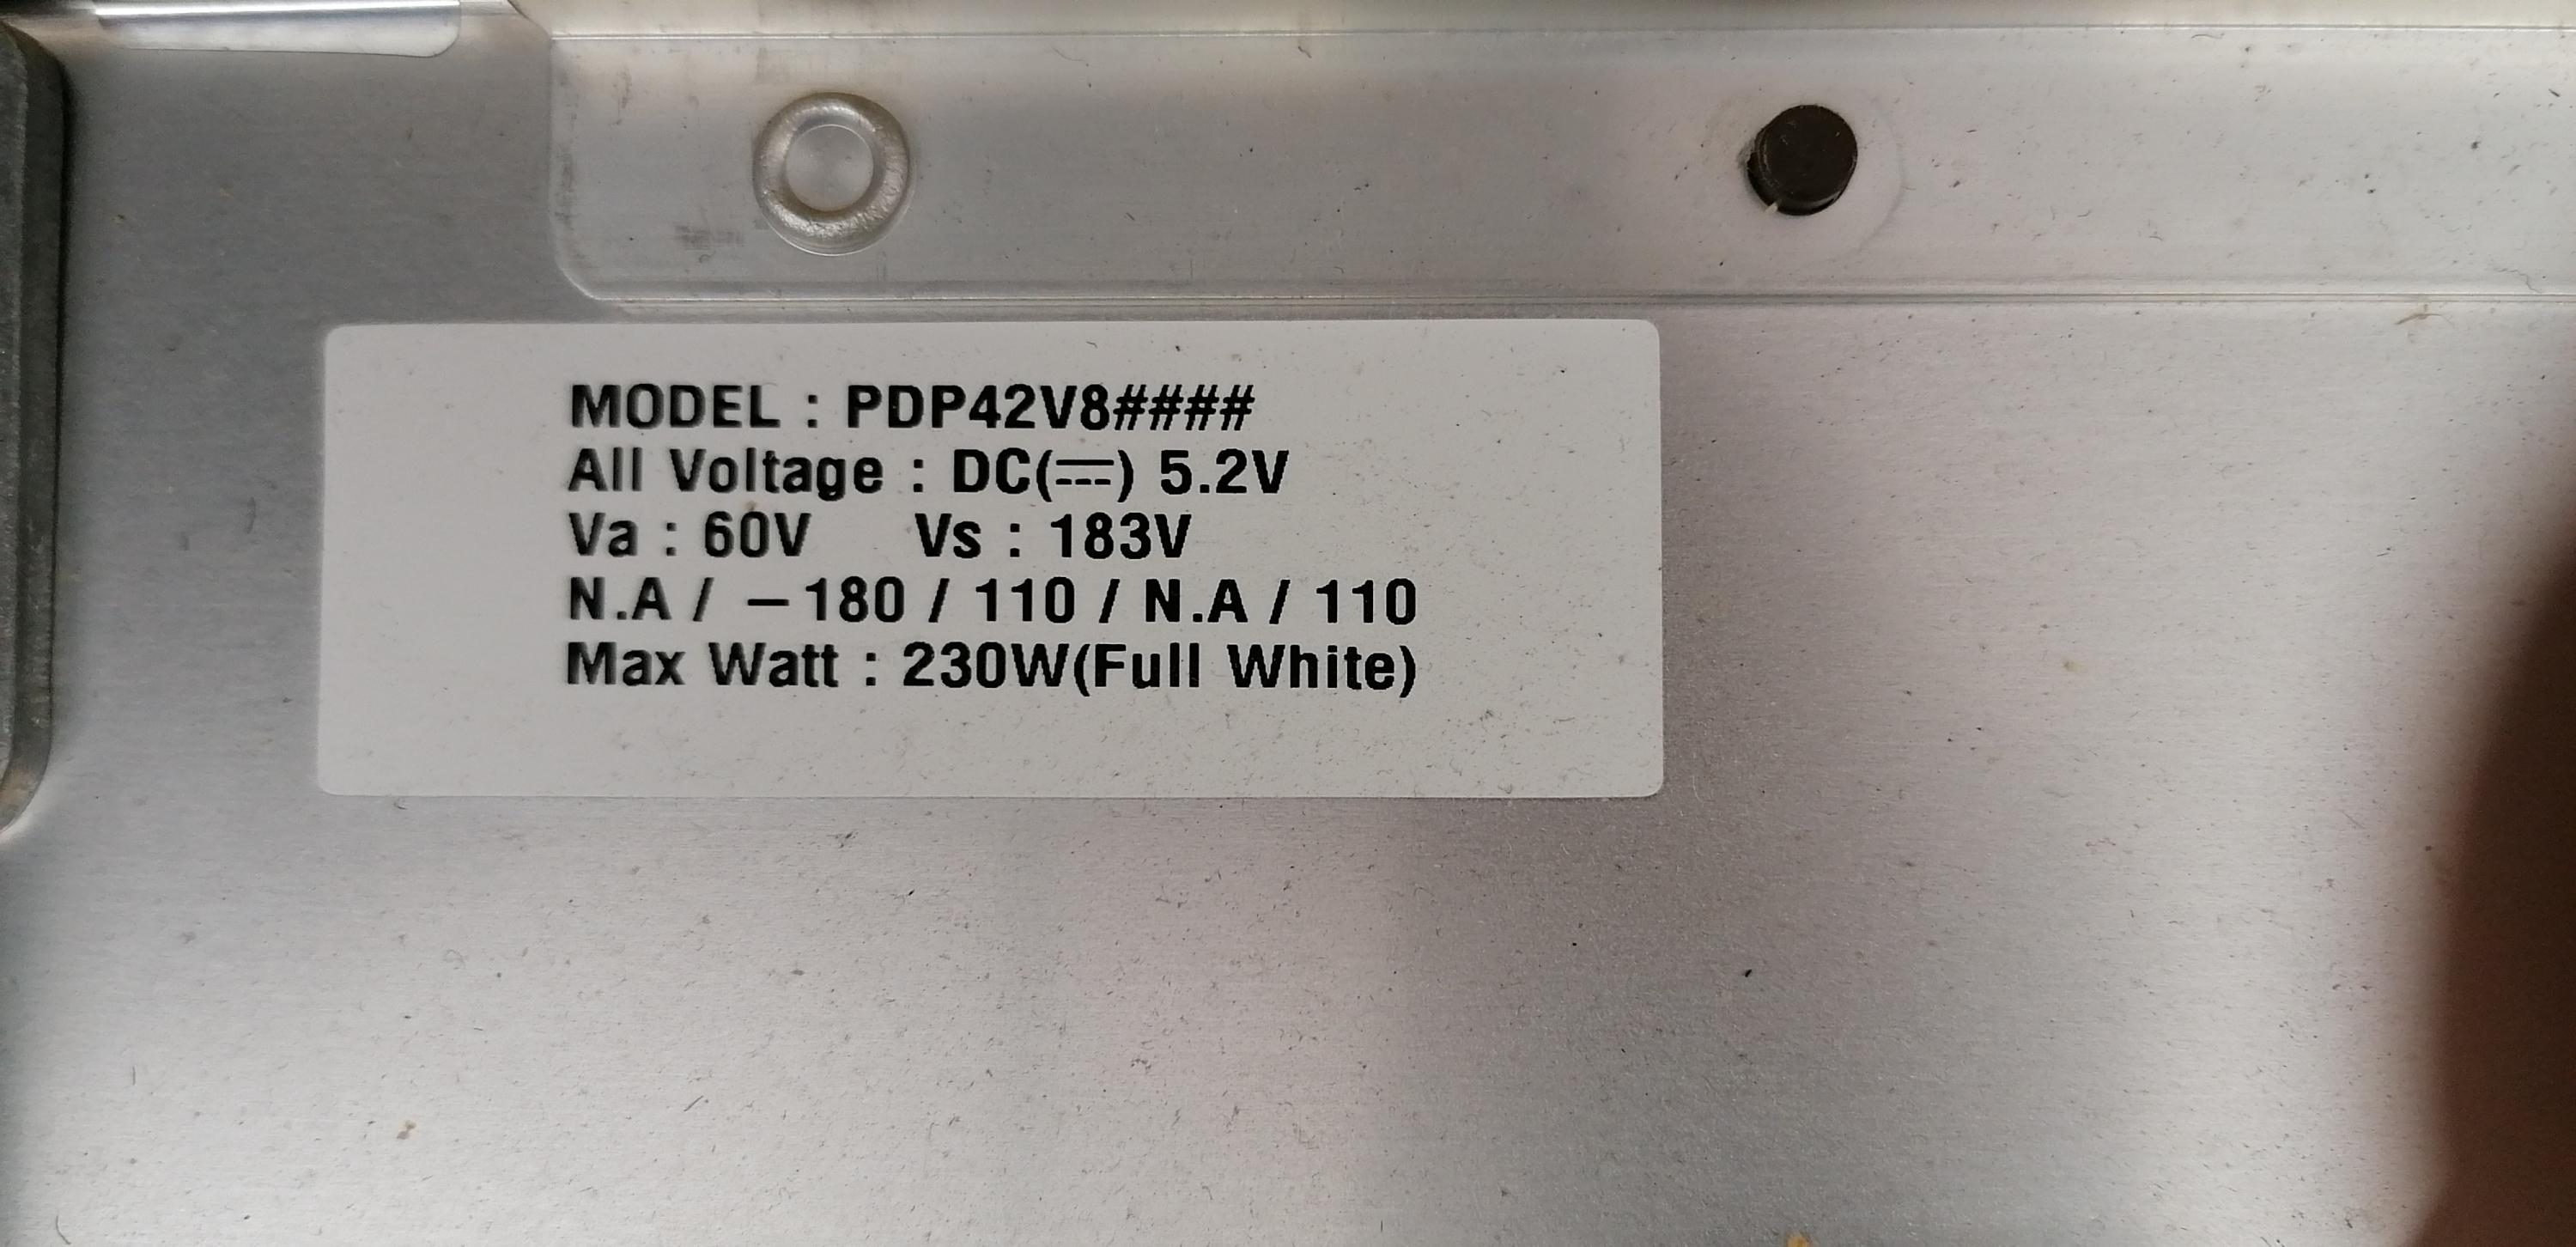 MODEL : PDP42V8####
All Voltage : DC(⎓) 5.2V
Va : 60V Vs : 183V
N.A / –180 / 110 / N.A / 110
Max Watt : 230W(Full White)